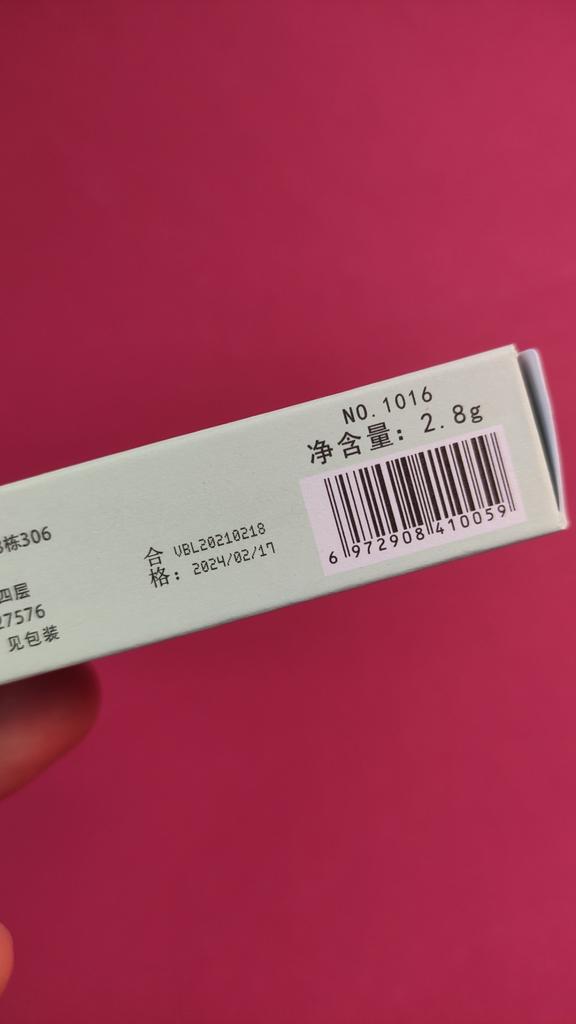 栋306
四层
27576
见包装
合格:
VBL20210218
2024/02/17
NO.1016
净含量: 2.8g
6 972908 410059